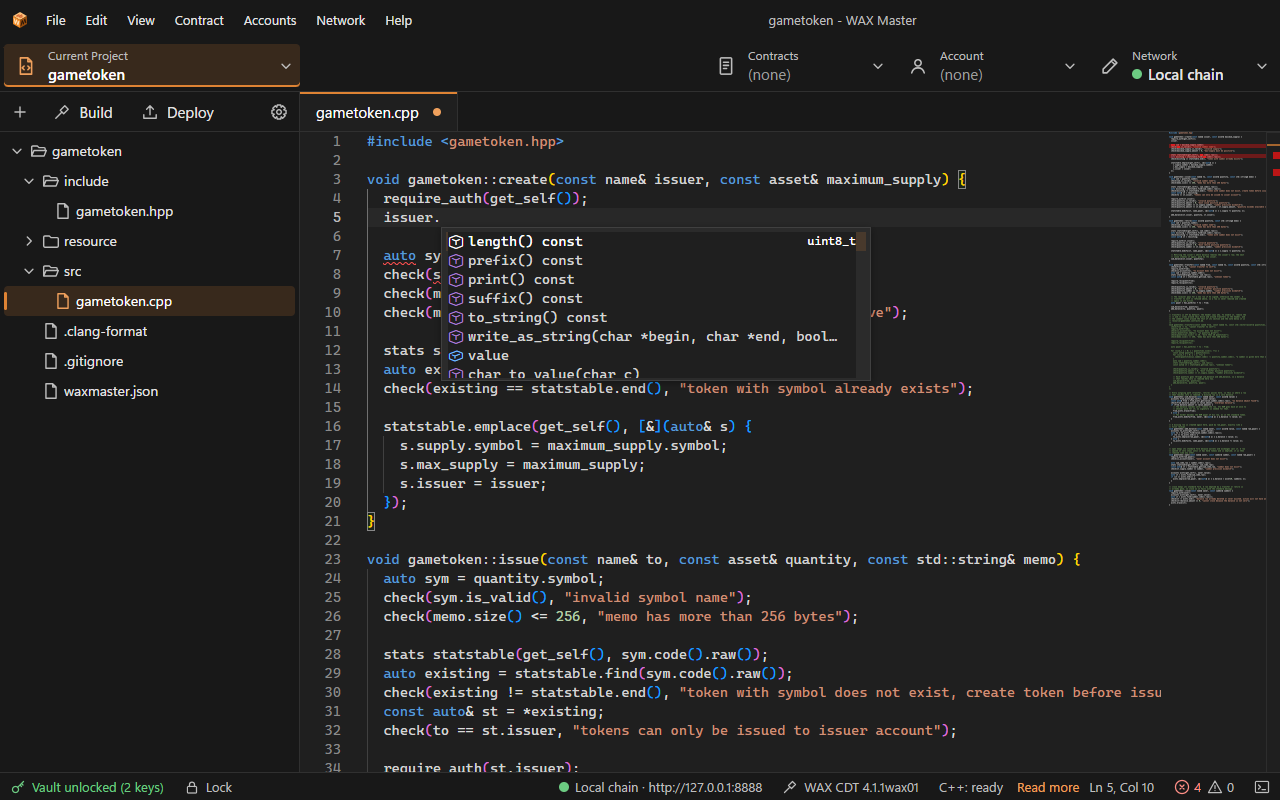 File Edit View Contract Accounts Network Help
gametoken - WAX Master
Current Project
gametoken
Contracts
(none)
Account
(none)
Network
Local chain
Build
Deploy
gametoken.cpp
gametoken
include
gametoken.hpp
resource
src
gametoken.cpp
.clang-format
.gitignore
waxmaster.json
1 #include <gametoken.hpp>
2
3 void gametoken::create(const name& issuer, const asset& maximum_supply) {
4 require_auth(get_self());
5 issuer.
6
7 auto sy
8 check(s
9 check(m
10 check(m ve");
11
12 stats s
13 auto ex
14 check(existing == statstable.end(), "token with symbol already exists");
15
16 statstable.emplace(get_self(), [&](auto& s) {
17 s.supply.symbol = maximum_supply.symbol;
18 s.max_supply = maximum_supply;
19 s.issuer = issuer;
20 });
21 }
22
23 void gametoken::issue(const name& to, const asset& quantity, const std::string& memo) {
24 auto sym = quantity.symbol;
25 check(sym.is_valid(), "invalid symbol name");
26 check(memo.size() <= 256, "memo has more than 256 bytes");
27
28 stats statstable(get_self(), sym.code().raw());
29 auto existing = statstable.find(sym.code().raw());
30 check(existing != statstable.end(), "token with symbol does not exist, create token before issu
31 const auto& st = *existing;
32 check(to == st.issuer, "tokens can only be issued to issuer account");
33
34 require_auth(st.issuer);
length() const uint8_t
prefix() const
print() const
suffix() const
to_string() const
write_as_string(char *begin, char *end, bool…
value
char_to_value(char c)
Vault unlocked (2 keys)
Lock
Local chain · http://127.0.0.1:8888
WAX CDT 4.1.1wax01
C++: ready
Read more
Ln 5, Col 10
4
0